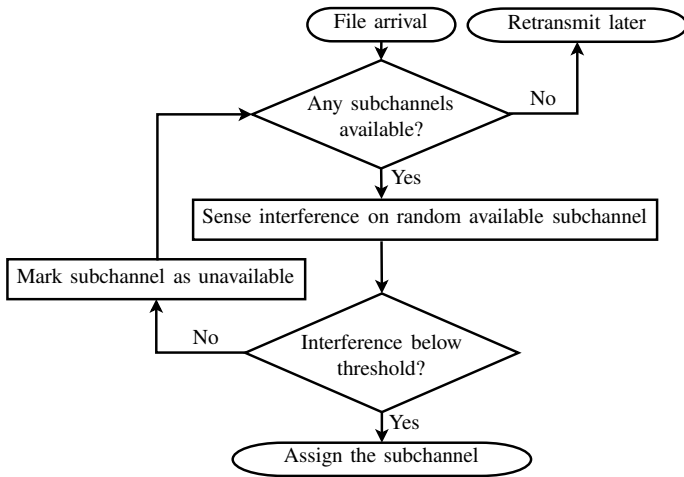 File arrival
Retransmit later
Any subchannels
available?
No
Yes
Sense interference on random available subchannel
Mark subchannel as unavailable
No
Interference below
threshold?
Yes
Assign the subchannel